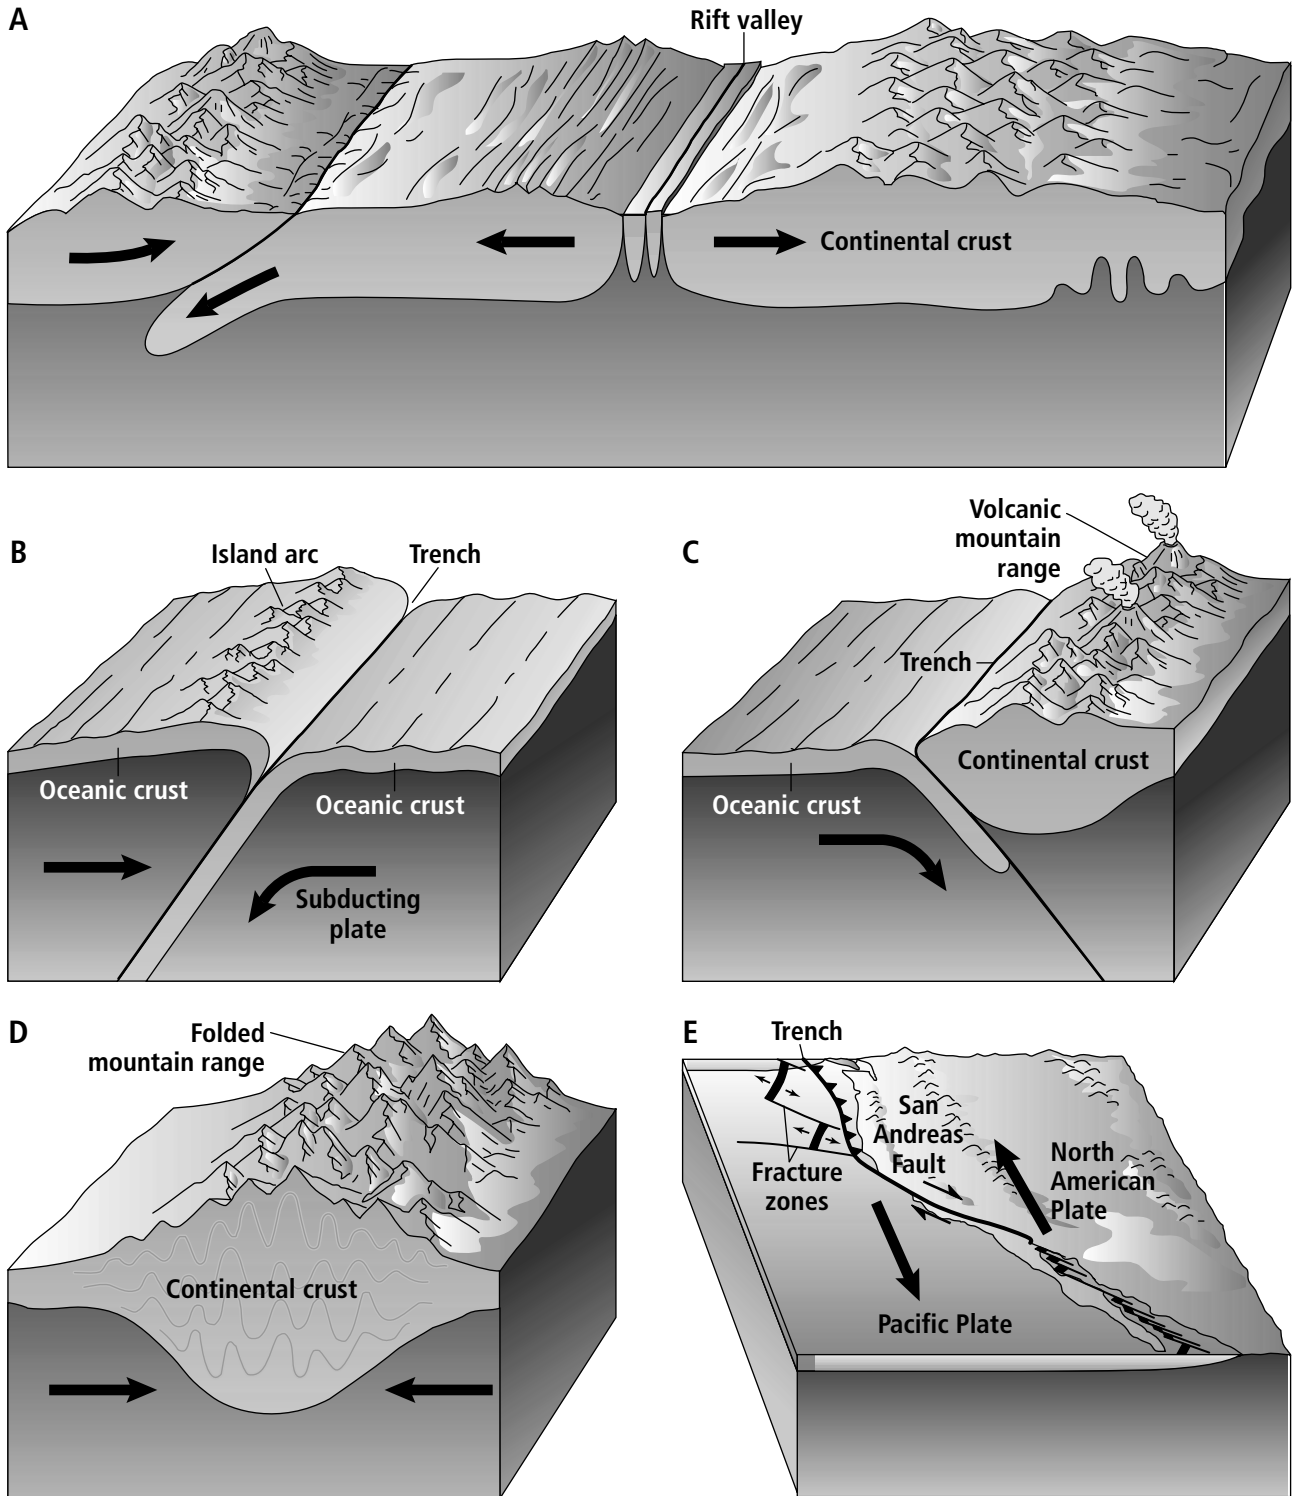 A
Rift valley
Continental crust
B
Island arc
Trench
Oceanic crust
Oceanic crust
Subducting
plate
C
Volcanic
mountain
range
Trench
Continental crust
Oceanic crust
D
Folded
mountain range
Continental crust
E
Trench
San
Andreas
Fault
North
American
Plate
Fracture
zones
Pacific Plate